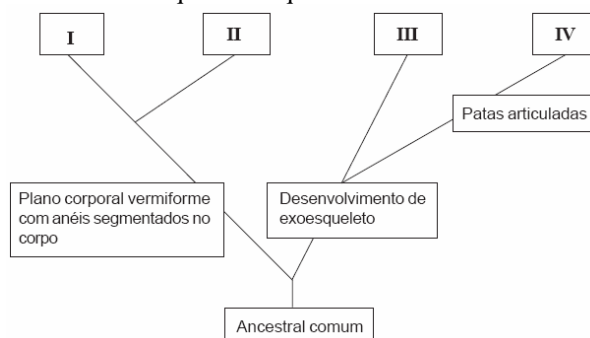 I
II
III
IV
Patas articuladas
Plano corporal vermiforme
com anéis segmentados no
corpo
Desenvolvimento de
exoesqueleto
Ancestral comum